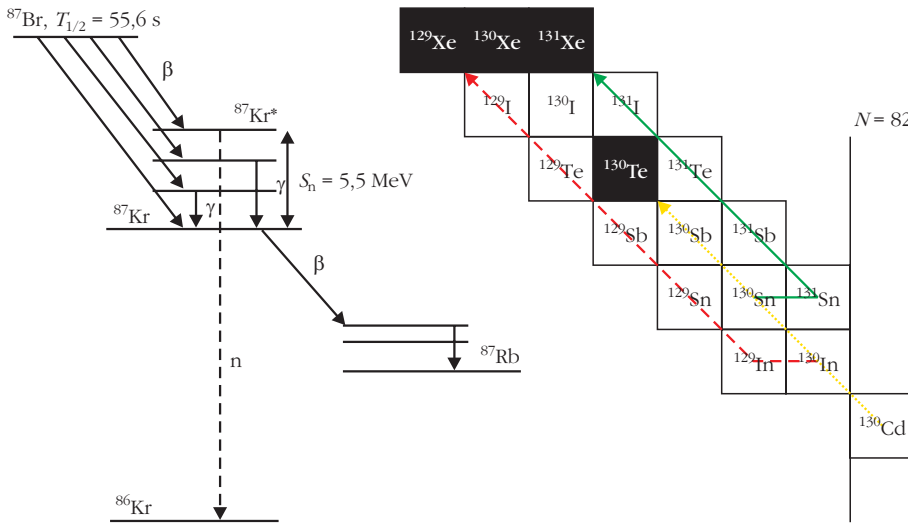 ⁸⁷Br, T₁/₂ = 55,6 s
β
⁸⁷Kr*
γ
Sₙ = 5,5 MeV
γ
⁸⁷Kr
β
n
⁸⁷Rb
⁸⁶Kr
¹²⁹Xe ¹³⁰Xe ¹³¹Xe
¹²⁹I ¹³⁰I ¹³¹I
N = 82
¹²⁹Te ¹³⁰Te ¹³¹Te
¹²⁹Sb ¹³⁰Sb ¹³¹Sb
¹²⁹Sn ¹³⁰Sn ¹³¹Sn
¹²⁹In ¹³⁰In
¹³⁰Cd